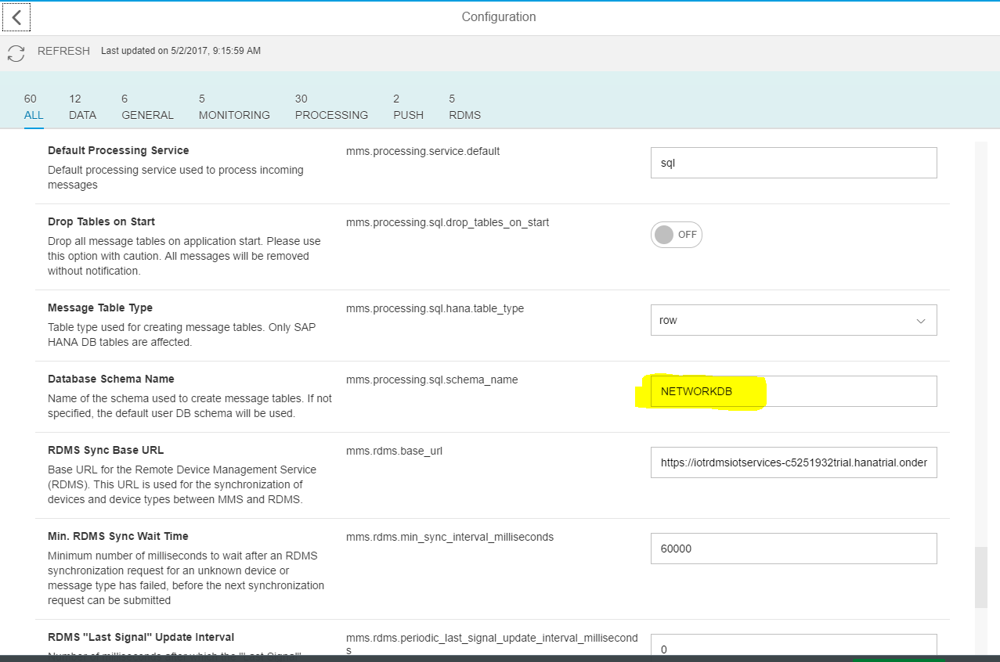 Configuration
REFRESH Last updated on 5/2/2017, 9:15:59 AM
60 12 6 5 30 2 5
ALL DATA GENERAL MONITORING PROCESSING PUSH RDMS
Default Processing Service
mms.processing.service.default
sql
Default processing service used to process incoming
messages
Drop Tables on Start
mms.processing.sql.drop_tables_on_start
OFF
Drop all message tables on application start. Please use
this option with caution. All messages will be removed
without notification.
Message Table Type
mms.processing.sql.hana.table_type
row
Table type used for creating message tables. Only SAP
HANA DB tables are affected.
Database Schema Name
mms.processing.sql.schema_name
NETWORKDB
Name of the schema used to create message tables. If not
specified, the default user DB schema will be used.
RDMS Sync Base URL
mms.rdms.base_url
https://iotrdmsiotservices-c5251932trial.hanatrial.onder
Base URL for the Remote Device Management Service
(RDMS). This URL is used for the synchronization of
devices and device types between MMS and RDMS.
Min. RDMS Sync Wait Time
mms.rdms.min_sync_interval_milliseconds
60000
Minimum number of milliseconds to wait after an RDMS
synchronization request for an unknown device or
message type has failed, before the next synchronization
request can be submitted
RDMS "Last Signal" Update Interval
mms.rdms.periodic_last_signal_update_interval_millisecond
s
0
Number of milliseconds after which the "Last Signal"